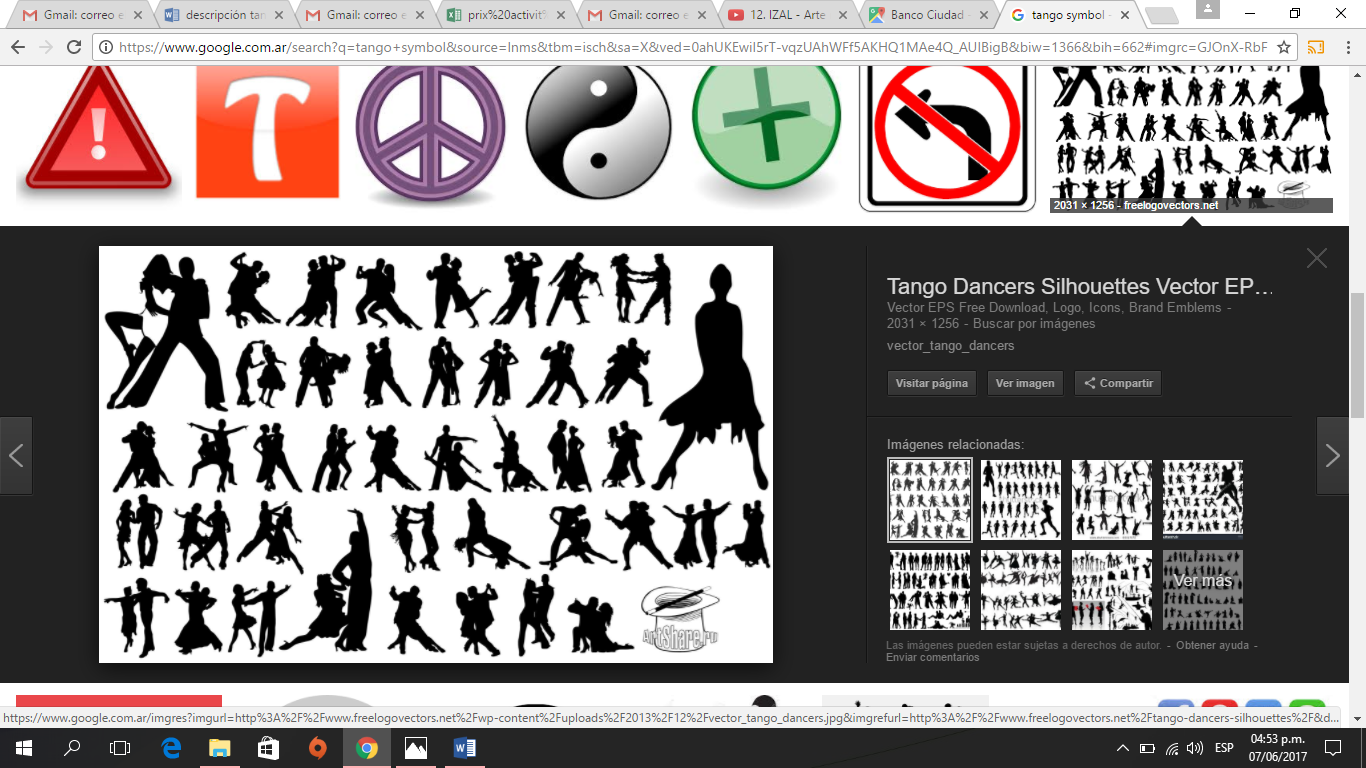 Gmail: correo e
descripción tan
Gmail: correo e
prix%20activit%
Gmail: correo e
12. IZAL - Arte
Banco Ciudad -
tango symbol -
https://www.google.com.ar/search?q=tango+symbol&source=lnms&tbm=isch&sa=X&ved=0ahUKEwil5rT-vqzUAhWFf5AKHQ1MAe4Q_AUIBigB&biw=1366&bih=662#imgrc=GJOnX-RbF
2031 × 1256 - freelogovectors.net
Tango Dancers Silhouettes Vector EP…
Vector EPS Free Download, Logo, Icons, Brand Emblems -
2031 × 1256 - Buscar por imágenes
vector_tango_dancers
Visitar página
Ver imagen
Compartir
Imágenes relacionadas:
Ver más
ArtShare.ru
Las imágenes pueden estar sujetas a derechos de autor. - Obtener ayuda -
Enviar comentarios
https://www.google.com.ar/imgres?imgurl=http%3A%2F%2Fwww.freelogovectors.net%2Fwp-content%2Fuploads%2F2013%2F12%2Fvector_tango_dancers.jpg&imgrefurl=http%3A%2F%2Fwww.freelogovectors.net%2Ftango-dancers-silhouettes%2F&d...
ESP
04:53 p.m.
07/06/2017